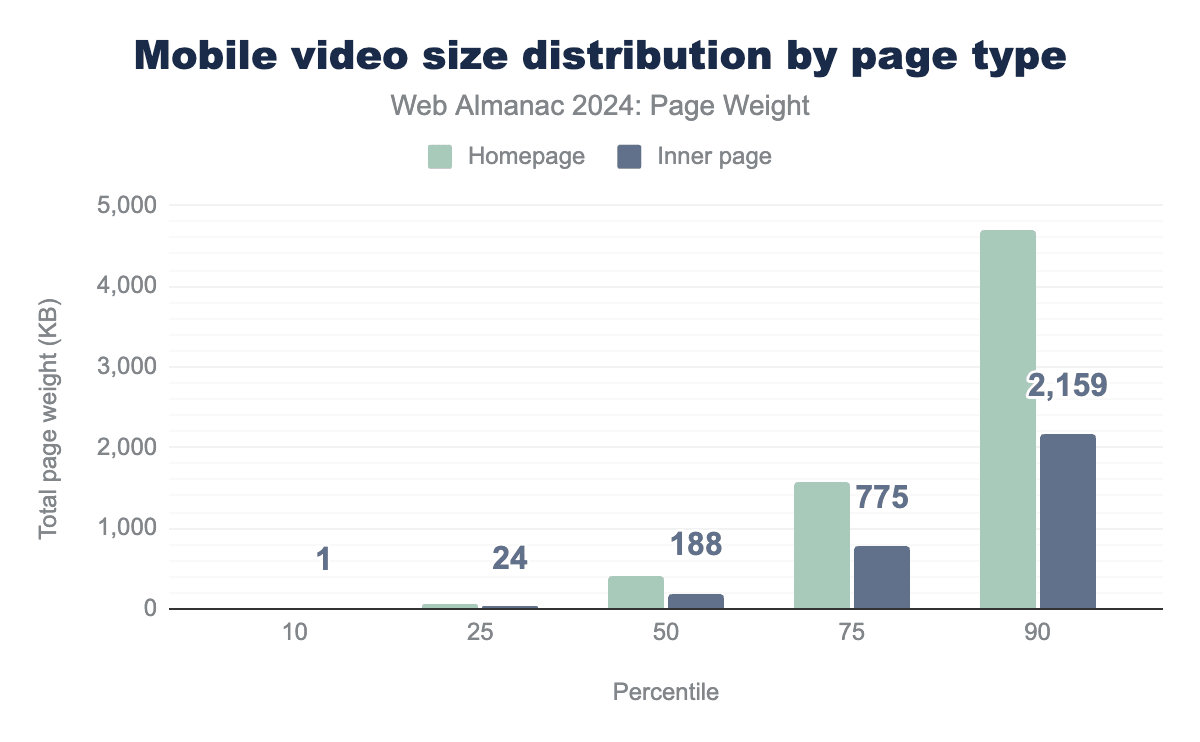 Mobile video size distribution by page type
Web Almanac 2024: Page Weight
Homepage Inner page
Total page weight (KB)
5,000
4,000
3,000
2,000
1,000
0
1
24
188
775
2,159
10 25 50 75 90
Percentile